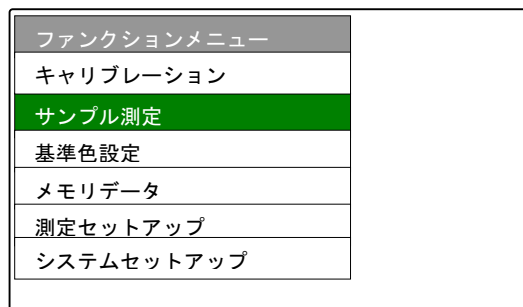 ファンクションメニュー
キャリブレーション
サンプル測定
基準色設定
メモリデータ
測定セットアップ
システムセットアップ